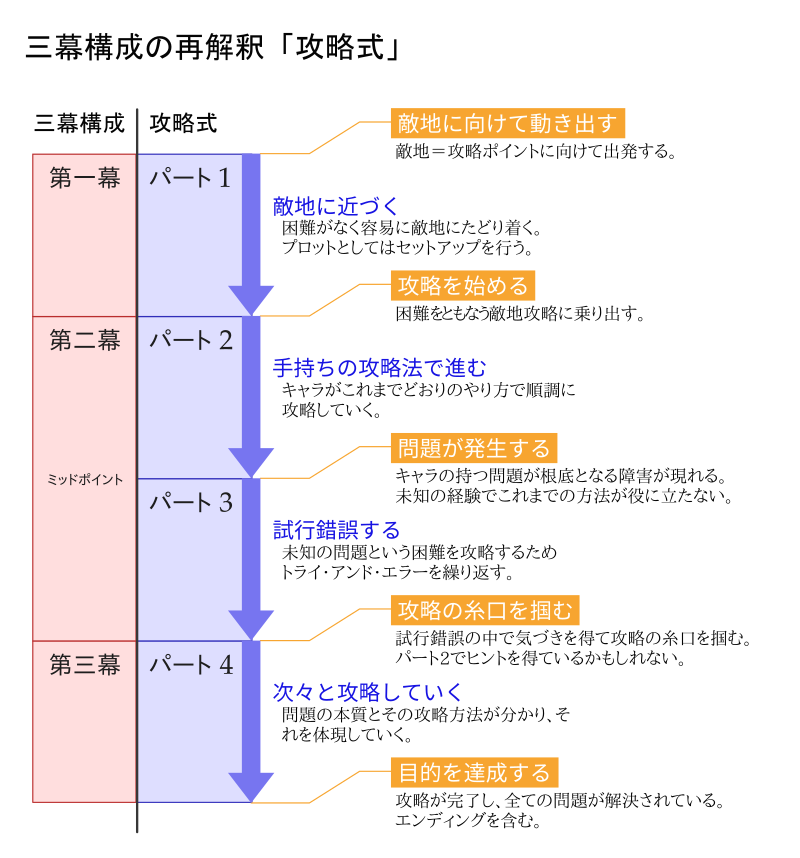 三幕構成の再解釈「攻略式」
三幕構成
攻略式
敵地に向けて動き出す
敵地＝攻略ポイントに向けて出発する。
第一幕
パート1
敵地に近づく
困難がなく容易に敵地にたどり着く。
プロットとしてはセットアップを行う。
攻略を始める
困難をともなう敵地攻略に乗り出す。
第二幕
パート2
手持ちの攻略法で進む
キャラがこれまでどおりのやり方で順調に
攻略していく。
問題が発生する
キャラの持つ問題が根底となる障害が現れる。
未知の経験でこれまでの方法が役に立たない。
ミッドポイント
パート3
試行錯誤する
未知の問題という困難を攻略するため
トライ・アンド・エラーを繰り返す。
攻略の糸口を掴む
試行錯誤の中で気づきを得て攻略の糸口を掴む。
パート2でヒントを得ているかもしれない。
第三幕
パート4
次々と攻略していく
問題の本質とその攻略方法が分かり、そ
れを体現していく。
目的を達成する
攻略が完了し、全ての問題が解決されている。
エンディングを含む。